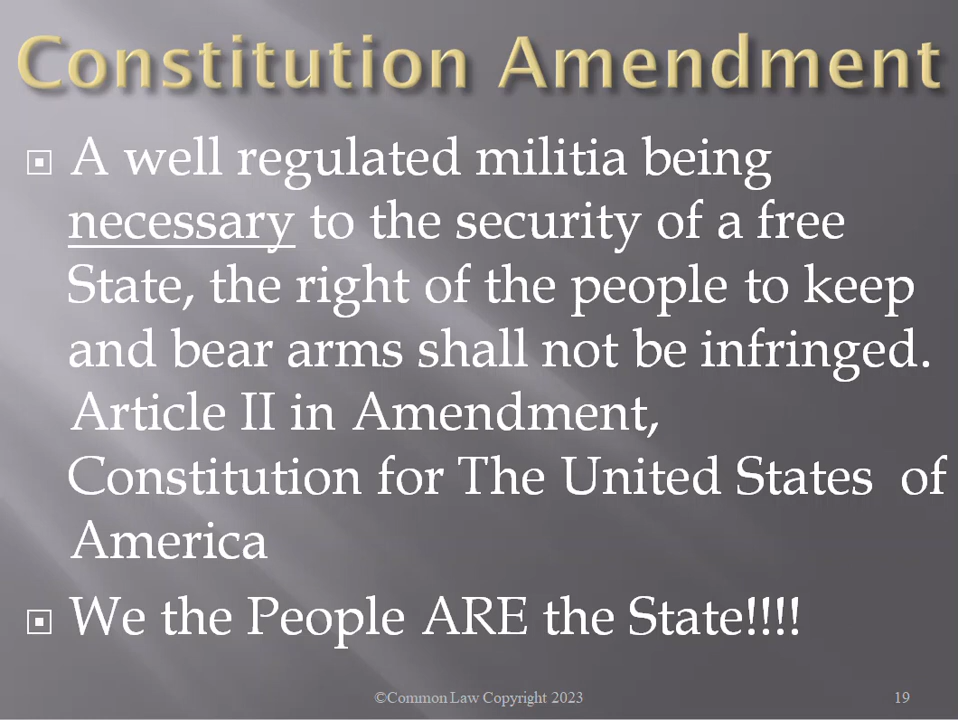 Constitution Amendment
A well regulated militia being
necessary to the security of a free
State, the right of the people to keep
and bear arms shall not be infringed.
Article II in Amendment,
Constitution for The United States of
America
We the People ARE the State!!!!
©Common Law Copyright 2023
19